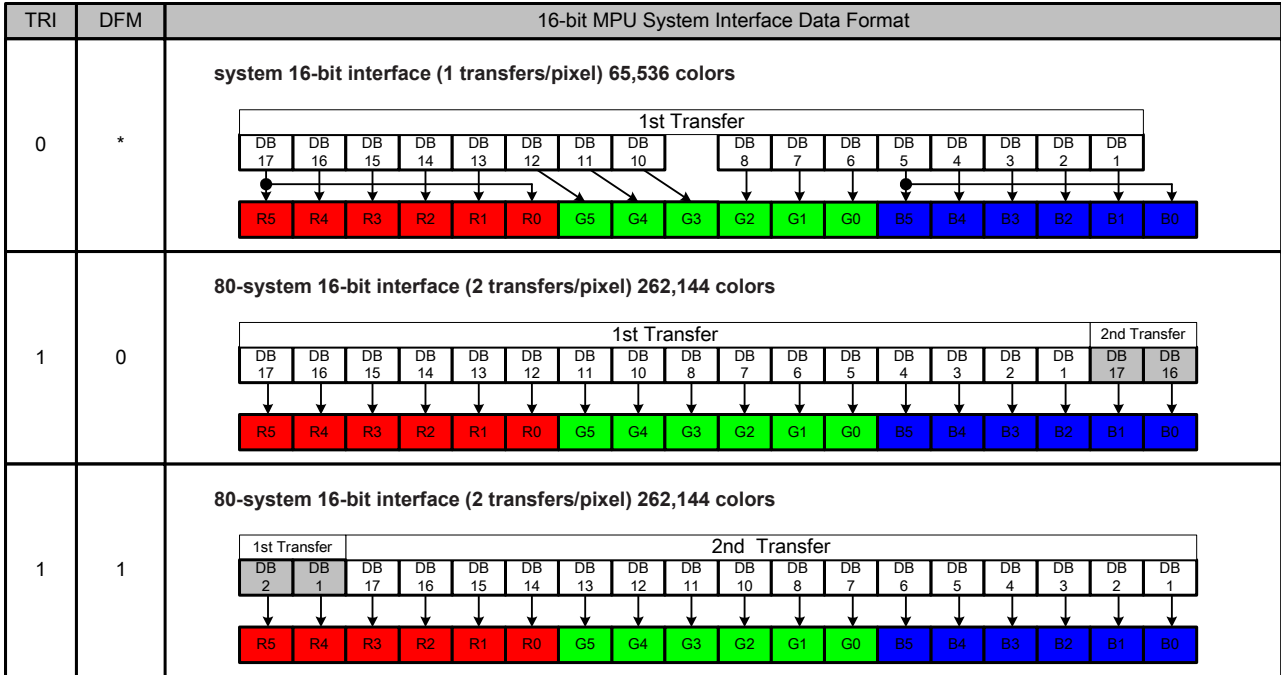 TRI DFM 16-bit MPU System Interface Data Format
system 16-bit interface (1 transfers/pixel) 65,536 colors
1st Transfer
0 *
DB DB DB DB DB DB DB DB DB DB DB DB DB DB DB DB
17 16 15 14 13 12 11 10 8 7 6 5 4 3 2 1
R5 R4 R3 R2 R1 R0 G5 G4 G3 G2 G1 G0 B5 B4 B3 B2 B1 B0
80-system 16-bit interface (2 transfers/pixel) 262,144 colors
1st Transfer 2nd Transfer
1 0
DB DB DB DB DB DB DB DB DB DB DB DB DB DB DB DB DB DB
17 16 15 14 13 12 11 10 8 7 6 5 4 3 2 1 17 16
R5 R4 R3 R2 R1 R0 G5 G4 G3 G2 G1 G0 B5 B4 B3 B2 B1 B0
80-system 16-bit interface (2 transfers/pixel) 262,144 colors
1st Transfer 2nd Transfer
1 1
DB DB DB DB DB DB DB DB DB DB DB DB DB DB DB DB DB DB
2 1 17 16 15 14 13 12 11 10 8 7 6 5 4 3 2 1
R5 R4 R3 R2 R1 R0 G5 G4 G3 G2 G1 G0 B5 B4 B3 B2 B1 B0